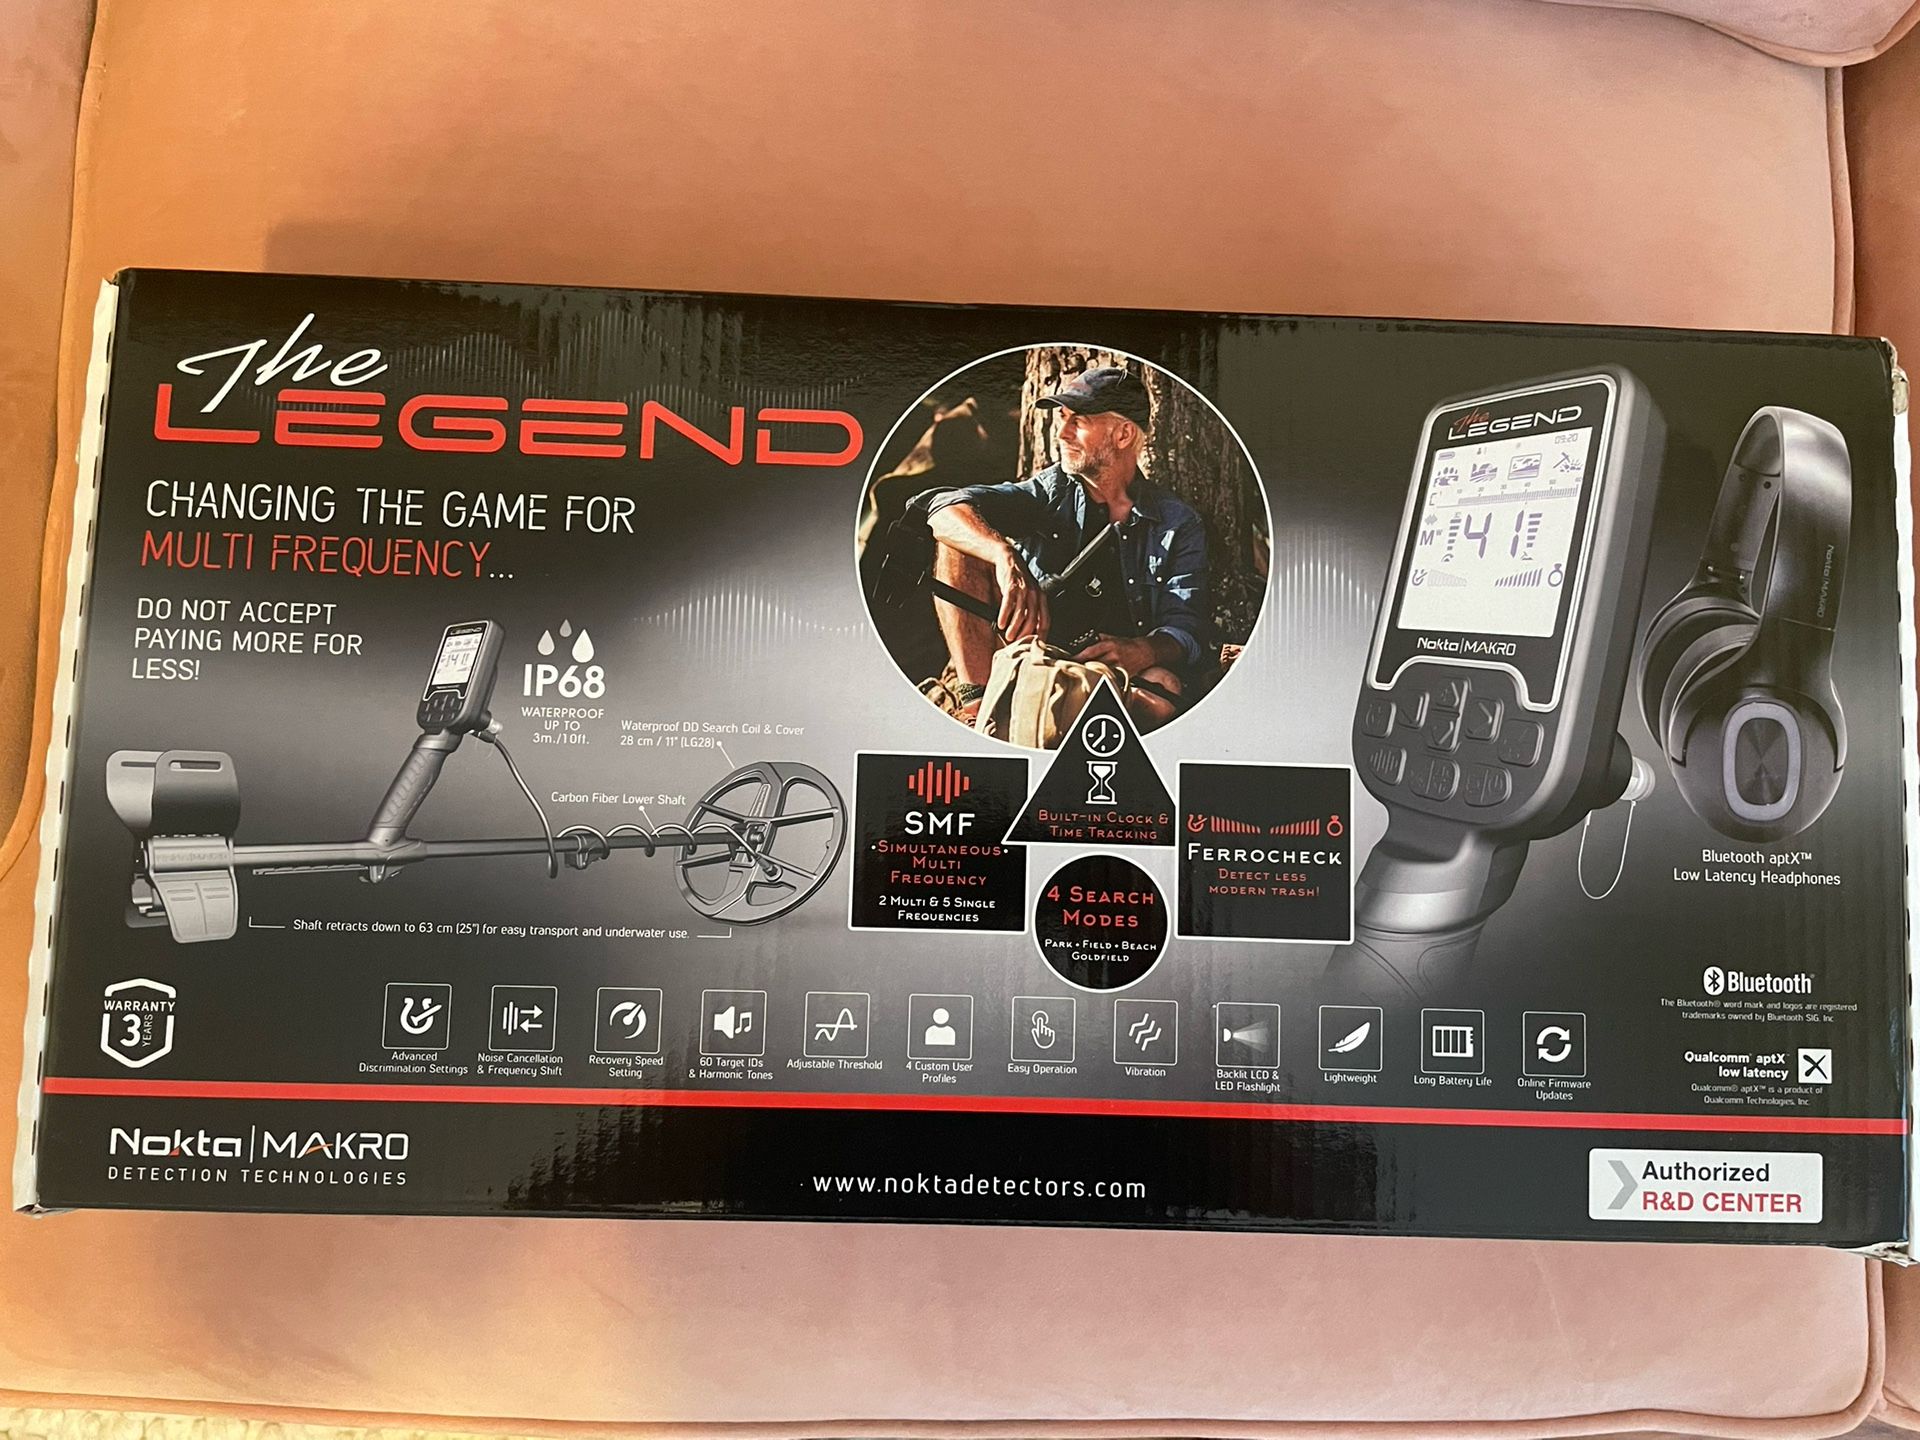 The
LEGEND
CHANGING THE GAME FOR
MULTI FREQUENCY...
DO NOT ACCEPT
PAYING MORE FOR
LESS!
IP68
WATERPROOF
UP TO
3m./10ft.
Waterproof DD Search Coil & Cover
28 cm / 11" (LG28)
Carbon Fiber Lower Shaft
Shaft retracts down to 63 cm (25") for easy transport and underwater use.
SMF
•SIMULTANEOUS•
MULTI
FREQUENCY
2 MULTI & 5 SINGLE
FREQUENCIES
BUILT-IN CLOCK &
TIME TRACKING
4 SEARCH
MODES
PARK • FIELD • BEACH
GOLDFIELD
FERROCHECK
DETECT LESS
MODERN TRASH!
The
LEGEND
09:20
M
41
Nokta|MAKRO
Nokta|MAKRO
Bluetooth aptX™
Low Latency Headphones
Bluetooth®
The Bluetooth® word mark and logos are registered
trademarks owned by Bluetooth SIG, Inc
Qualcomm® aptX™
low latency
Qualcomm® aptX™ is a product of
Qualcomm Technologies, Inc.
WARRANTY
3 YEARS
Advanced
Discrimination Settings
Noise Cancellation
& Frequency Shift
Recovery Speed
Setting
60 Target IDs
& Harmonic Tones
Adjustable Threshold
4 Custom User
Profiles
Easy Operation
Vibration
Backlit LCD &
LED Flashlight
Lightweight
Long Battery Life
Online Firmware
Updates
Nokta|MAKRO
DETECTION TECHNOLOGIES
www.noktadetectors.com
Authorized
R&D CENTER